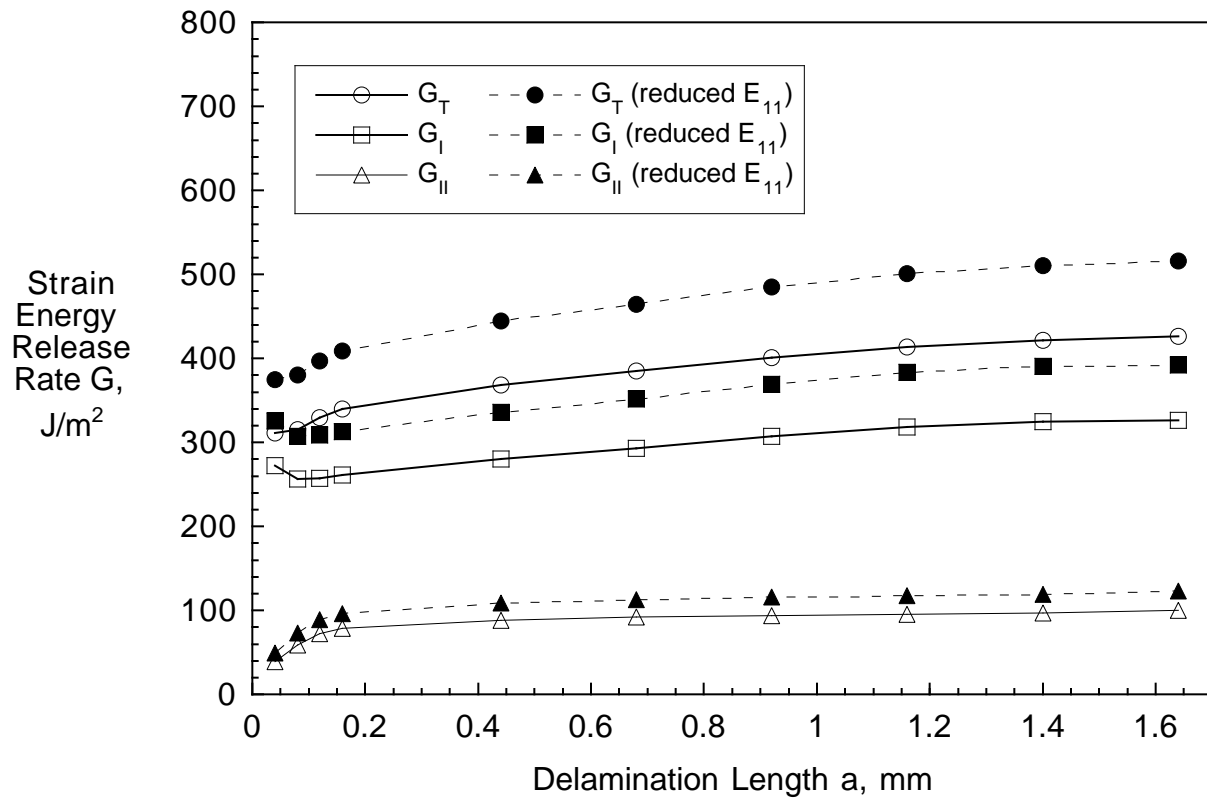 800
700
600
500
400
300
200
100
0
Strain
Energy
Release
Rate G,
J/m²
G_T
G_I
G_II
G_T (reduced E_11)
G_I (reduced E_11)
G_II (reduced E_11)
0 0.2 0.4 0.6 0.8 1 1.2 1.4 1.6
Delamination Length a, mm